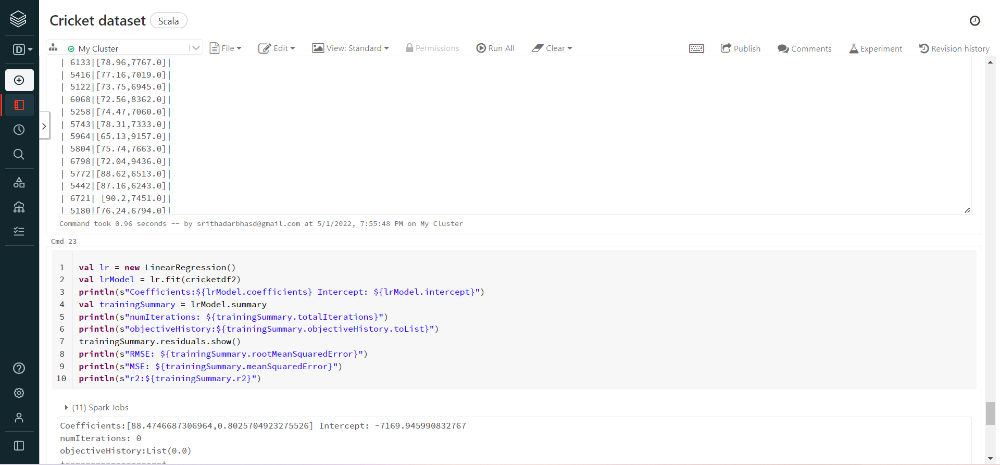 Cricket dataset Scala
D
My Cluster File Edit View: Standard Permissions Run All Clear Publish Comments Experiment Revision history
| 6133|[78.96,7767.0]|
| 5416|[77.16,7019.0]|
| 5122|[73.75,6945.0]|
| 6068|[72.56,8362.0]|
| 5258|[74.47,7060.0]|
| 5743|[78.31,7333.0]|
| 5964|[65.13,9157.0]|
| 5804|[75.74,7663.0]|
| 6798|[72.04,9436.0]|
| 5772|[88.62,6513.0]|
| 5442|[87.16,6243.0]|
| 6721| [90.2,7451.0]|
| 5180|[76.24,6794.0]|
Command took 0.96 seconds -- by srithadarbhasd@gmail.com at 5/1/2022, 7:55:48 PM on My Cluster
Cmd 23
1 val lr = new LinearRegression()
2 val lrModel = lr.fit(cricketdf2)
3 println(s"Coefficients:${lrModel.coefficients} Intercept: ${lrModel.intercept}")
4 val trainingSummary = lrModel.summary
5 println(s"numIterations: ${trainingSummary.totalIterations}")
6 println(s"objectiveHistory:${trainingSummary.objectiveHistory.toList}")
7 trainingSummary.residuals.show()
8 println(s"RMSE: ${trainingSummary.rootMeanSquaredError}")
9 println(s"MSE: ${trainingSummary.meanSquaredError}")
10 println(s"r2:${trainingSummary.r2}")
(11) Spark Jobs
Coefficients:[88.4746687306964,0.8025704923275526] Intercept: -7169.945990832767
numIterations: 0
objectiveHistory:List(0.0)
+-------------------+